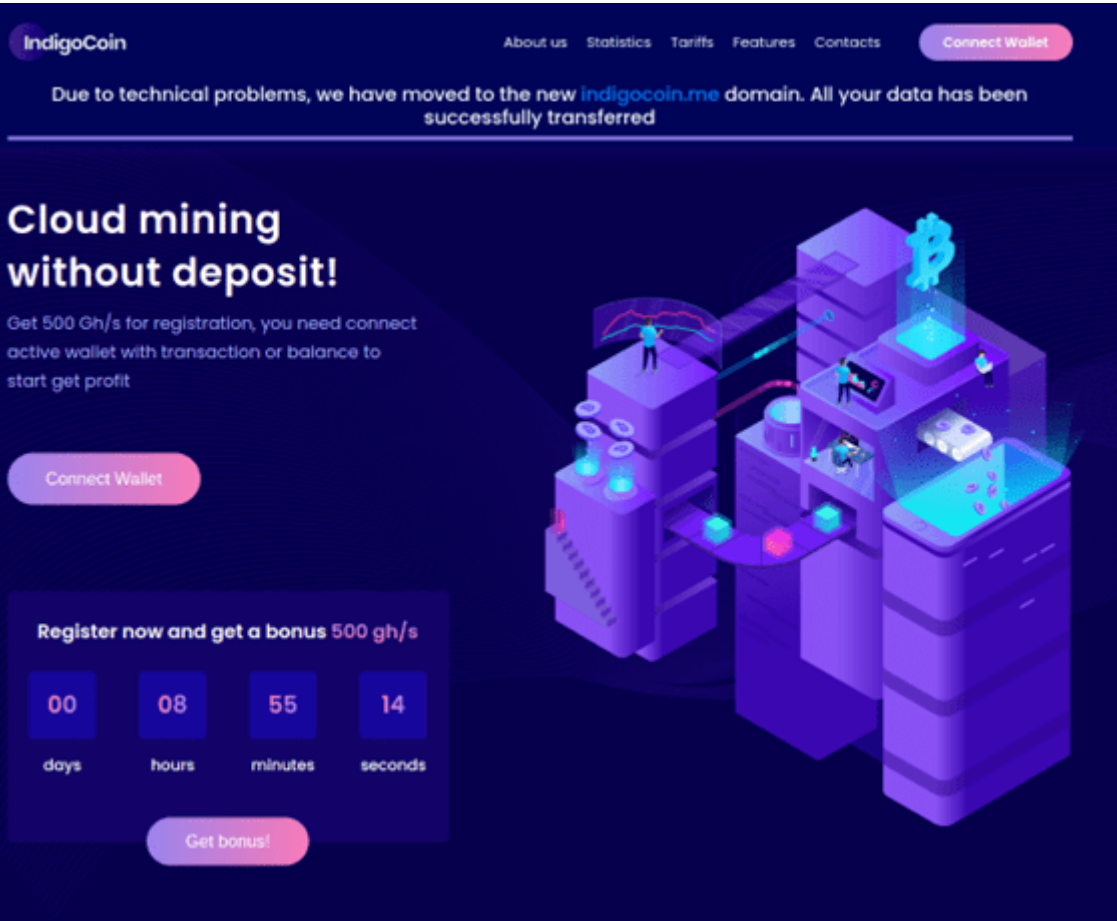 IndigoCoin
About us Statistics Tariffs Features Contacts Connect Wallet
Due to technical problems, we have moved to the new indigocoin.me domain. All your data has been
successfully transferred
Cloud mining
without deposit!
Get 500 Gh/s for registration, you need connect
active wallet with transaction or balance to
start get profit
Connect Wallet
Register now and get a bonus 500 gh/s
00 08 55 14
days hours minutes seconds
Get bonus!